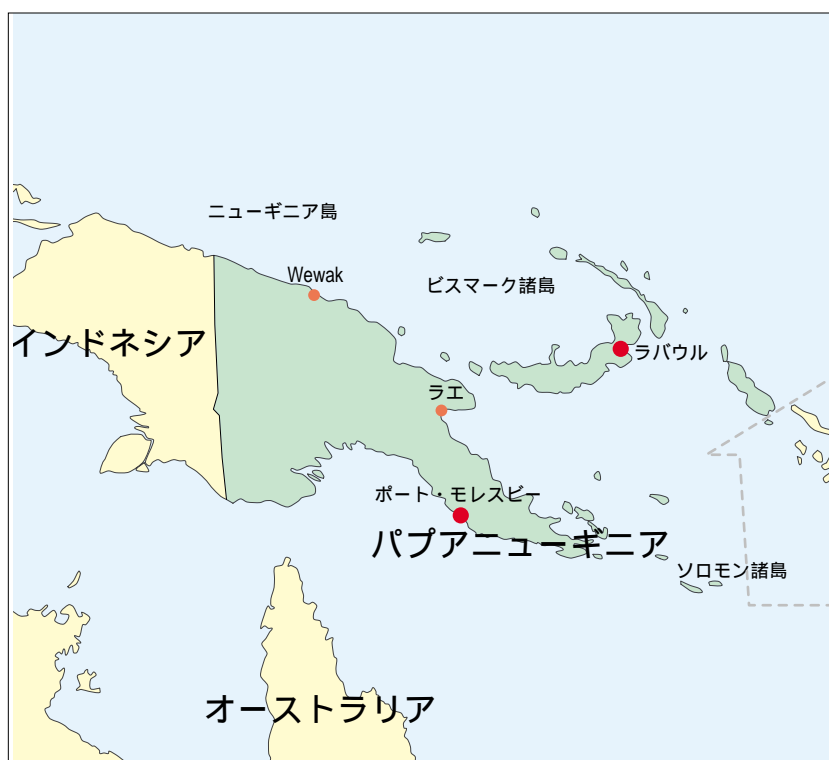 ニューギニア島
Wewak
ビスマーク諸島
インドネシア
ラバウル
ラエ
ポート・モレスビー
パプアニューギニア
ソロモン諸島
オーストラリア